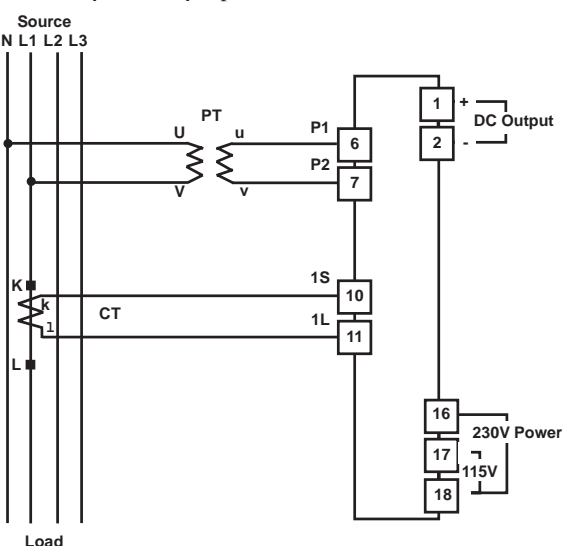 Source
N L1 L2 L3
PT
U u P1 6
V v P2 7
1 +
DC Output
2 -
K
k
CT
l
L
1S 10
1L 11
16
230V Power
17
115V
18
Load